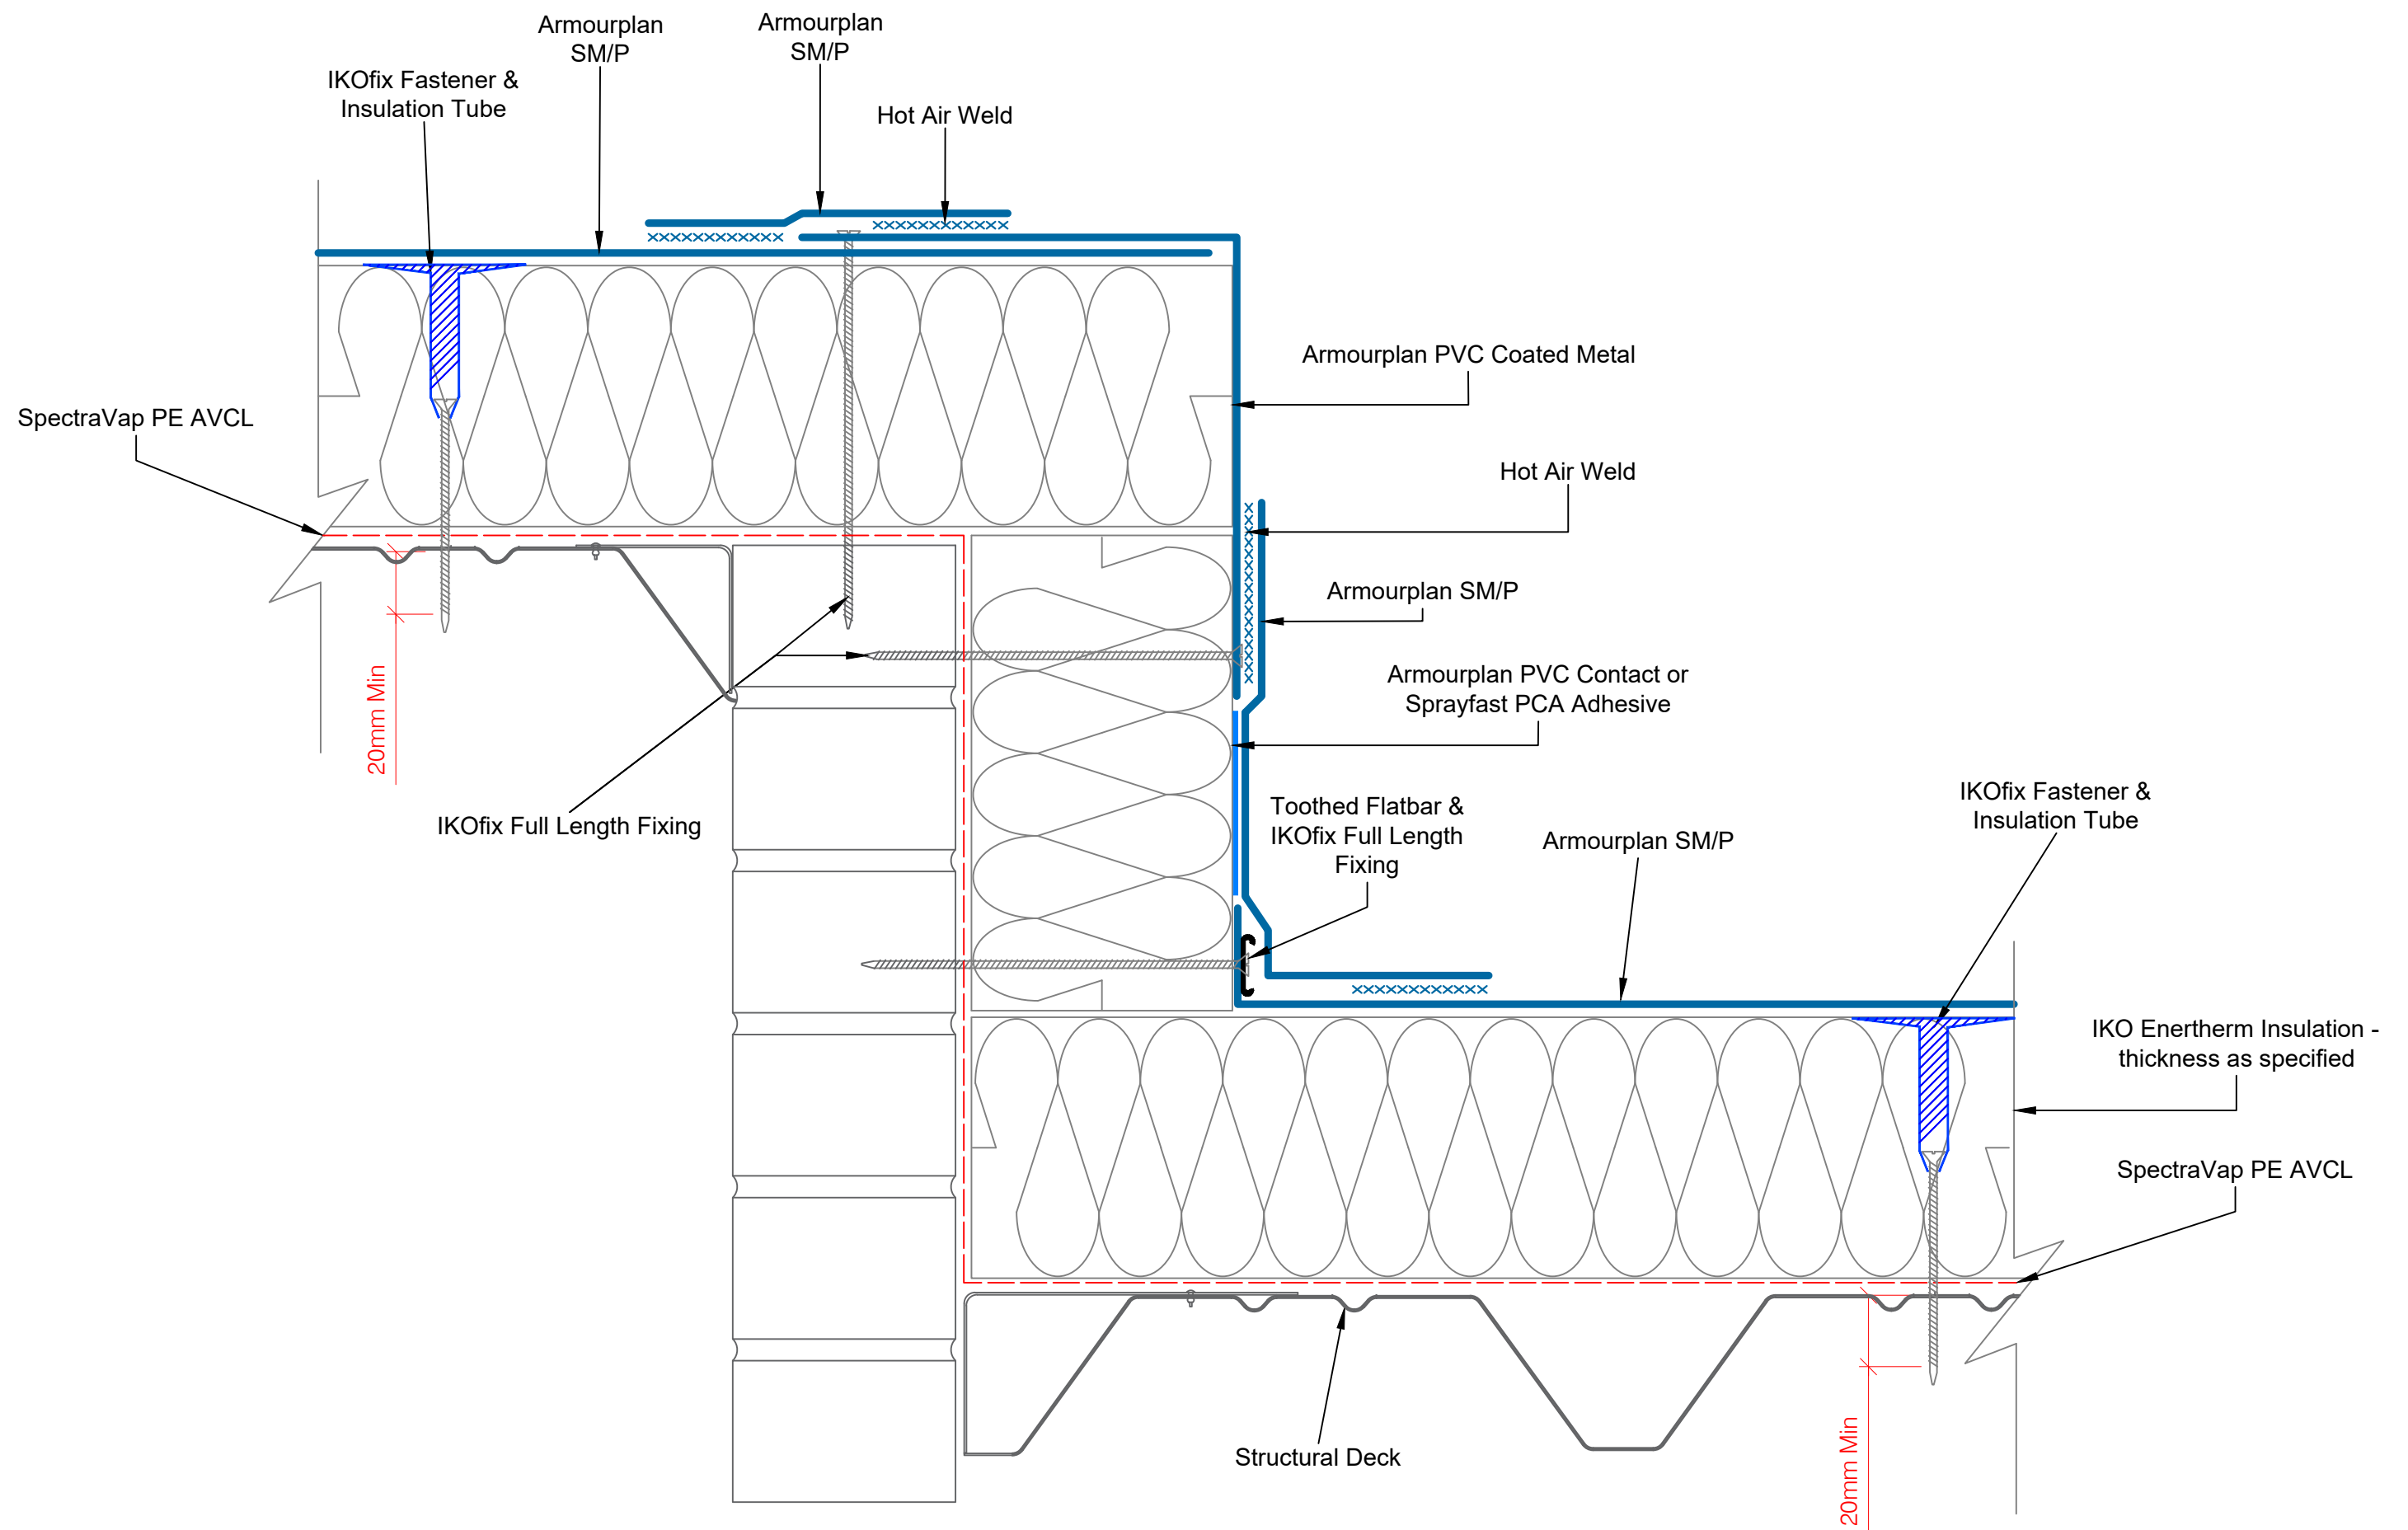 Armourplan
SM/P
Armourplan
SM/P
IKOfix Fastener &
Insulation Tube
Hot Air Weld
Armourplan PVC Coated Metal
SpectraVap PE AVCL
Hot Air Weld
Armourplan SM/P
Armourplan PVC Contact or
Sprayfast PCA Adhesive
20mm Min
IKOfix Full Length Fixing
Toothed Flatbar &
IKOfix Full Length
Fixing
Armourplan SM/P
IKOfix Fastener &
Insulation Tube
IKO Enertherm Insulation -
thickness as specified
SpectraVap PE AVCL
Structural Deck
20mm Min